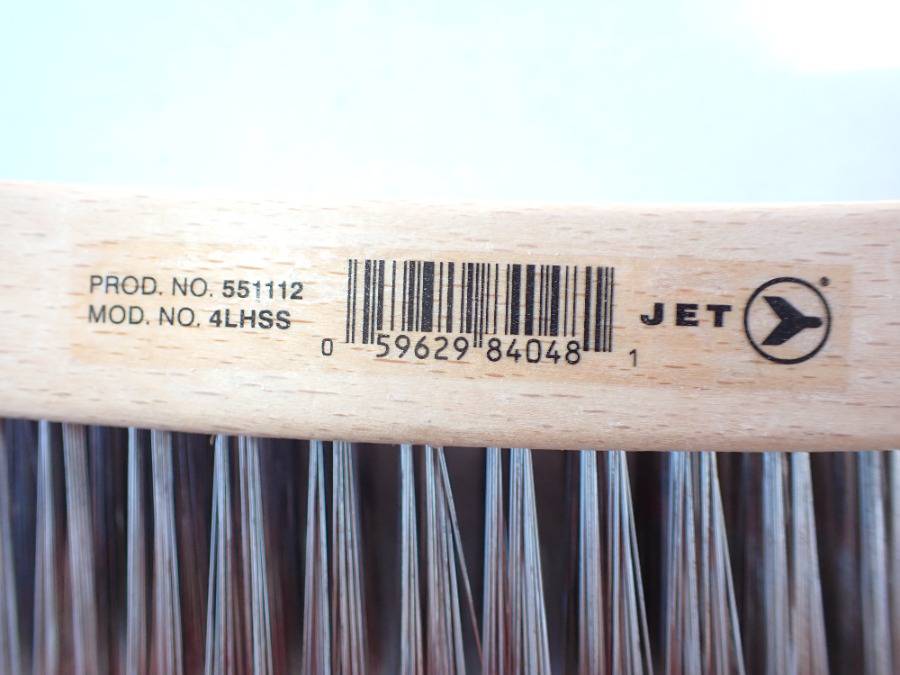 PROD. NO. 551112
MOD. NO. 4LHSS
0 59629 84048 1
JET ®